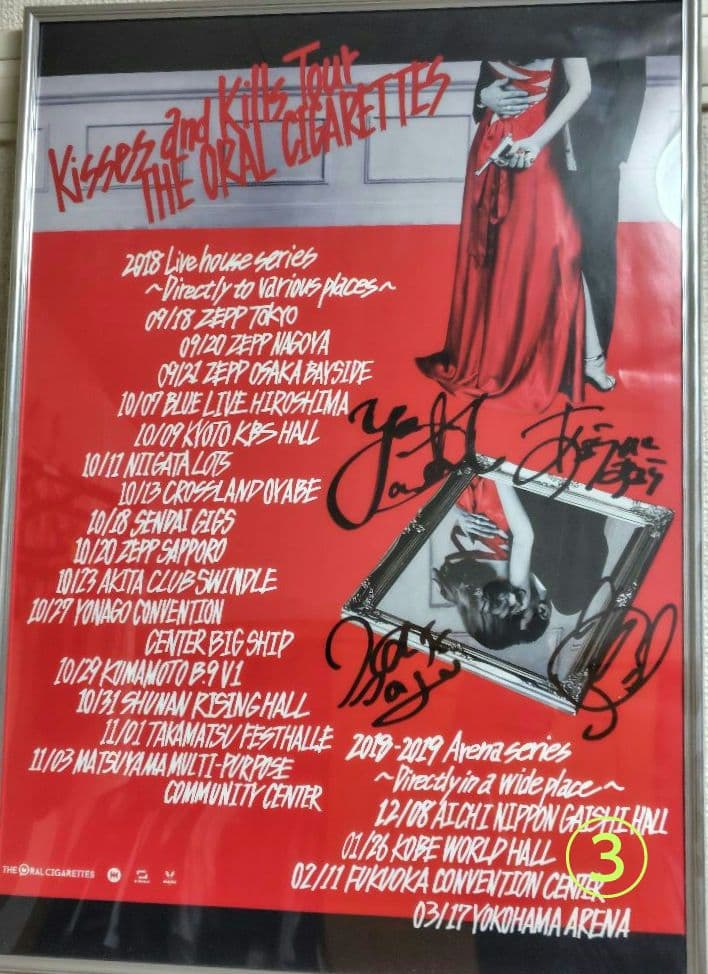 Kisses and Kills Tour
THE ORAL CIGARETTES
2018 Live house series
~Directly to various places~
09/18 ZEPP TOKYO
09/20 ZEPP NAGOYA
09/21 ZEPP OSAKA BAYSIDE
10/07 BLUE LIVE HIROSHIMA
10/09 KYOTO KBS HALL
10/11 NIIGATA LOTS
10/13 CROSSLAND OYABE
10/18 SENDAI GIGS
10/20 ZEPP SAPPORO
10/23 AKITA CLUB SWINDLE
10/27 YONAGO CONVENTION
CENTER BIG SHIP
10/29 KUMAMOTO B.9 V1
10/31 SHUNAN RISING HALL
11/01 TAKAMATSU FESTHALLE
11/03 MATSUYAMA MULTI-PURPOSE
COMMUNITY CENTER
2018-2019 Arena series
~Directly in a wide place~
12/08 AICHI NIPPON GAISHI HALL
01/26 KOBE WORLD HALL
02/11 FUKUOKA CONVENTION CENTER
03/17 YOKOHAMA ARENA
③
THE ORAL CIGARETTES